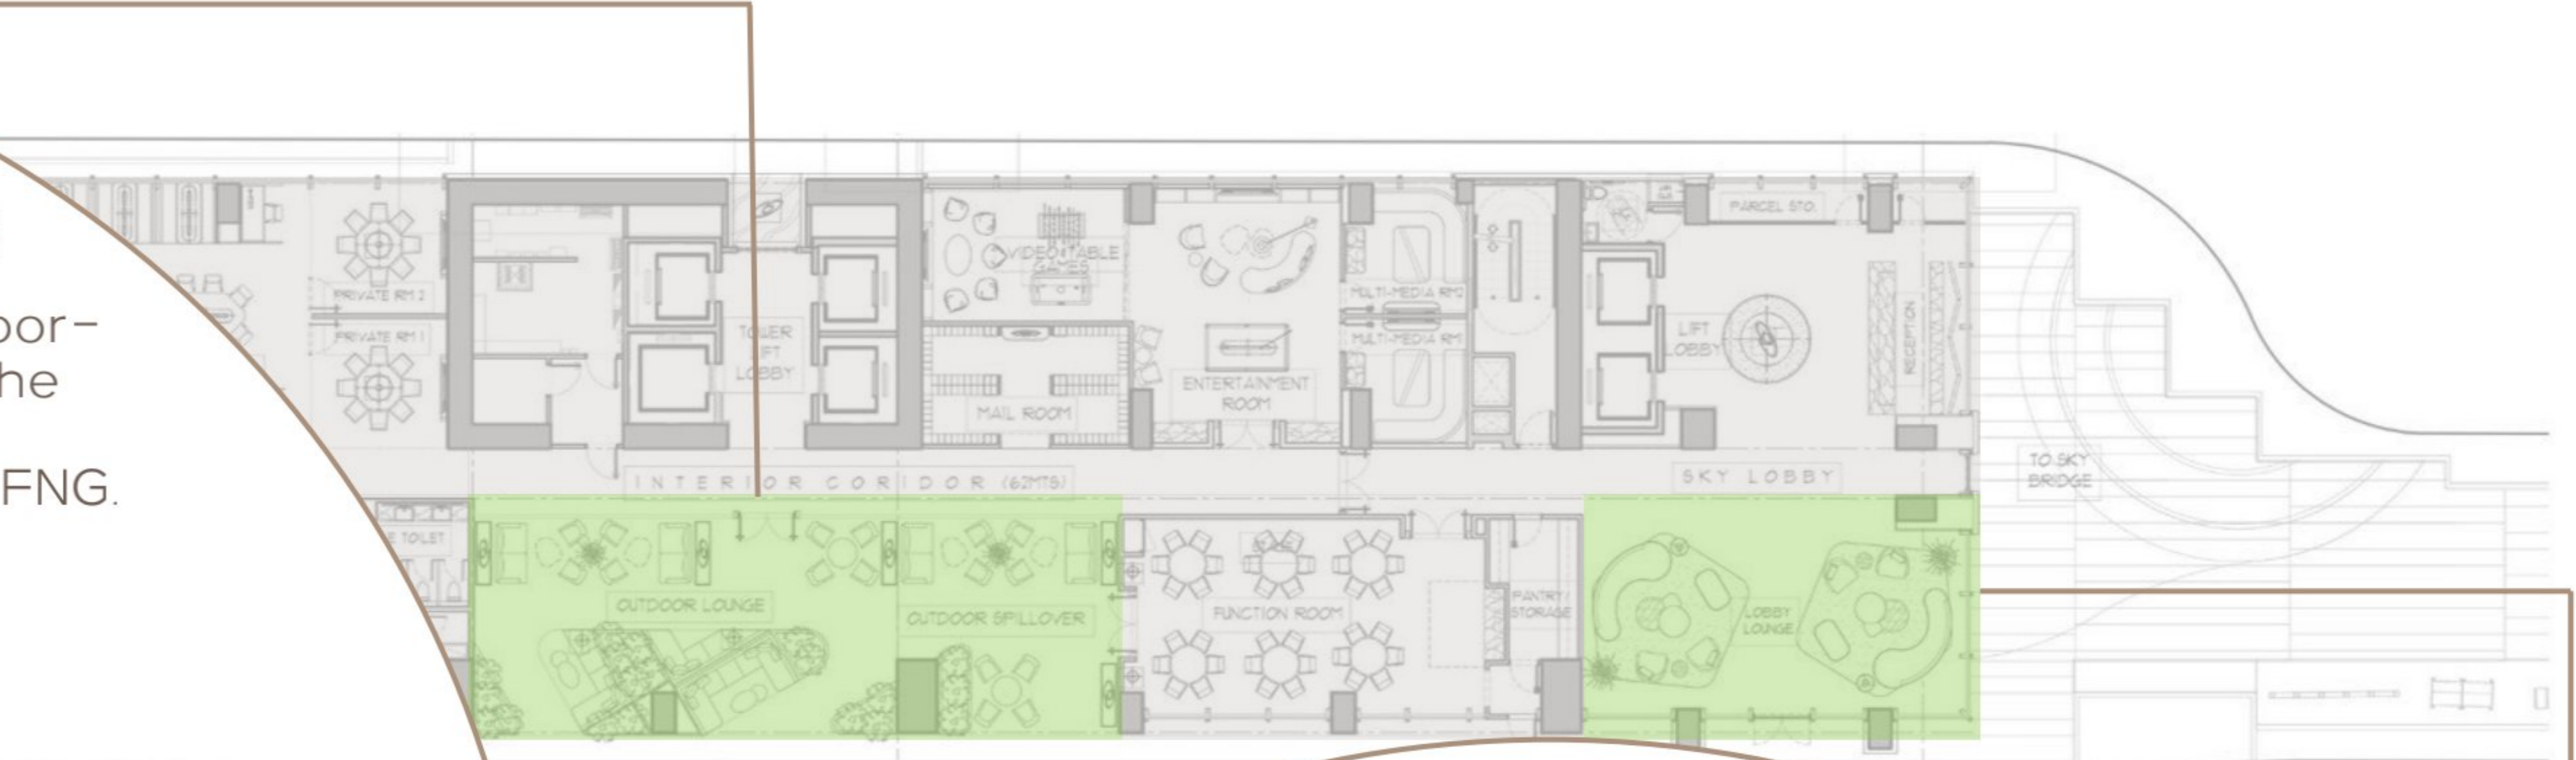 oor-
he
FNG.
PARCEL STO.
VIDEO+TABLE
GAMES
PRIVATE RM 2
MULTI-MEDIA RM2
PRIVATE RM 1
TOWER
LIFT
LOBBY
MULTI-MEDIA RM1
LIFT
LOBBY
RECEPTION
ENTERTAINMENT
ROOM
MAIL ROOM
INTERIOR CORIDOR (62MTS)
SKY LOBBY
TO SKY
BRIDGE
E TOILET
OUTDOOR LOUNGE
OUTDOOR SPILLOVER
FUNCTION ROOM
PANTRY/
STORAGE
LOBBY
LOUNGE